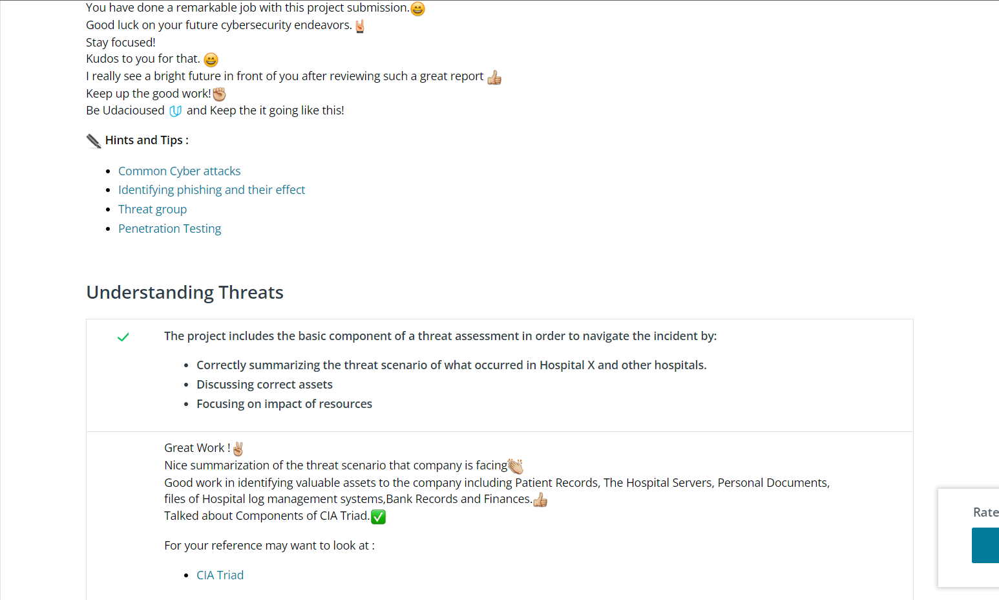 You have done a remarkable job with this project submission.😄
Good luck on your future cybersecurity endeavors.🤘
Stay focused!
Kudos to you for that. 😄
I really see a bright future in front of you after reviewing such a great report 👍
Keep up the good work!✊
Be Udacioused and Keep the it going like this!
Hints and Tips :
Common Cyber attacks
Identifying phishing and their effect
Threat group
Penetration Testing
Understanding Threats
The project includes the basic component of a threat assessment in order to navigate the incident by:
Correctly summarizing the threat scenario of what occurred in Hospital X and other hospitals.
Discussing correct assets
Focusing on impact of resources
Great Work !✌
Nice summarization of the threat scenario that company is facing👏
Good work in identifying valuable assets to the company including Patient Records, The Hospital Servers, Personal Documents,
files of Hospital log management systems,Bank Records and Finances.👍
Talked about Components of CIA Triad.✅
For your reference may want to look at :
CIA Triad
Rate